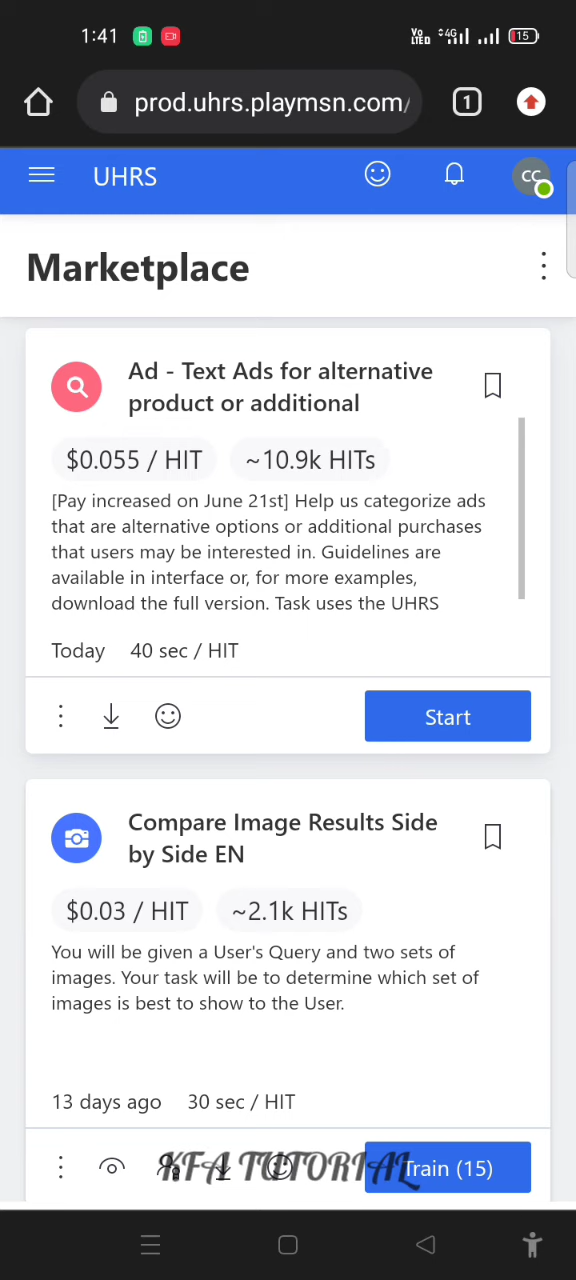 1:41
Vo LTED 4G 15
prod.uhrs.playmsn.com/
1
UHRS
CC
Marketplace
Ad - Text Ads for alternative
product or additional
$0.055 / HIT ~10.9k HITs
[Pay increased on June 21st] Help us categorize ads
that are alternative options or additional purchases
that users may be interested in. Guidelines are
available in interface or, for more examples,
download the full version. Task uses the UHRS
Today 40 sec / HIT
Start
Compare Image Results Side
by Side EN
$0.03 / HIT ~2.1k HITs
You will be given a User's Query and two sets of
images. Your task will be to determine which set of
images is best to show to the User.
13 days ago 30 sec / HIT
KFA TUTORIAL
Train (15)